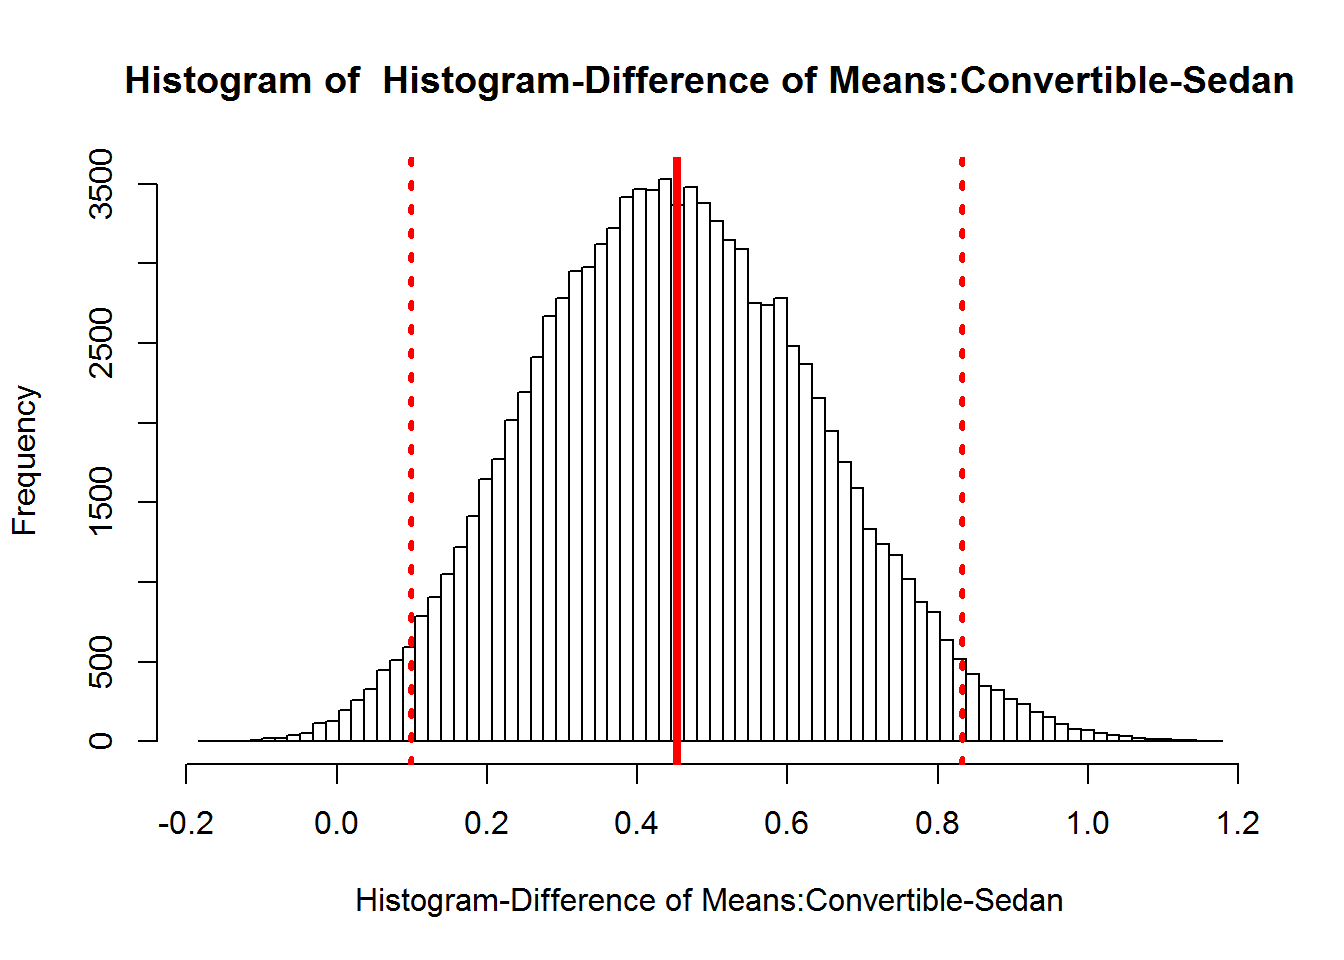 Histogram of  Histogram-Difference of Means:Convertible-Sedan
3500
2500
1500
500
0
Frequency
-0.2 0.0 0.2 0.4 0.6 0.8 1.0 1.2
Histogram-Difference of Means:Convertible-Sedan